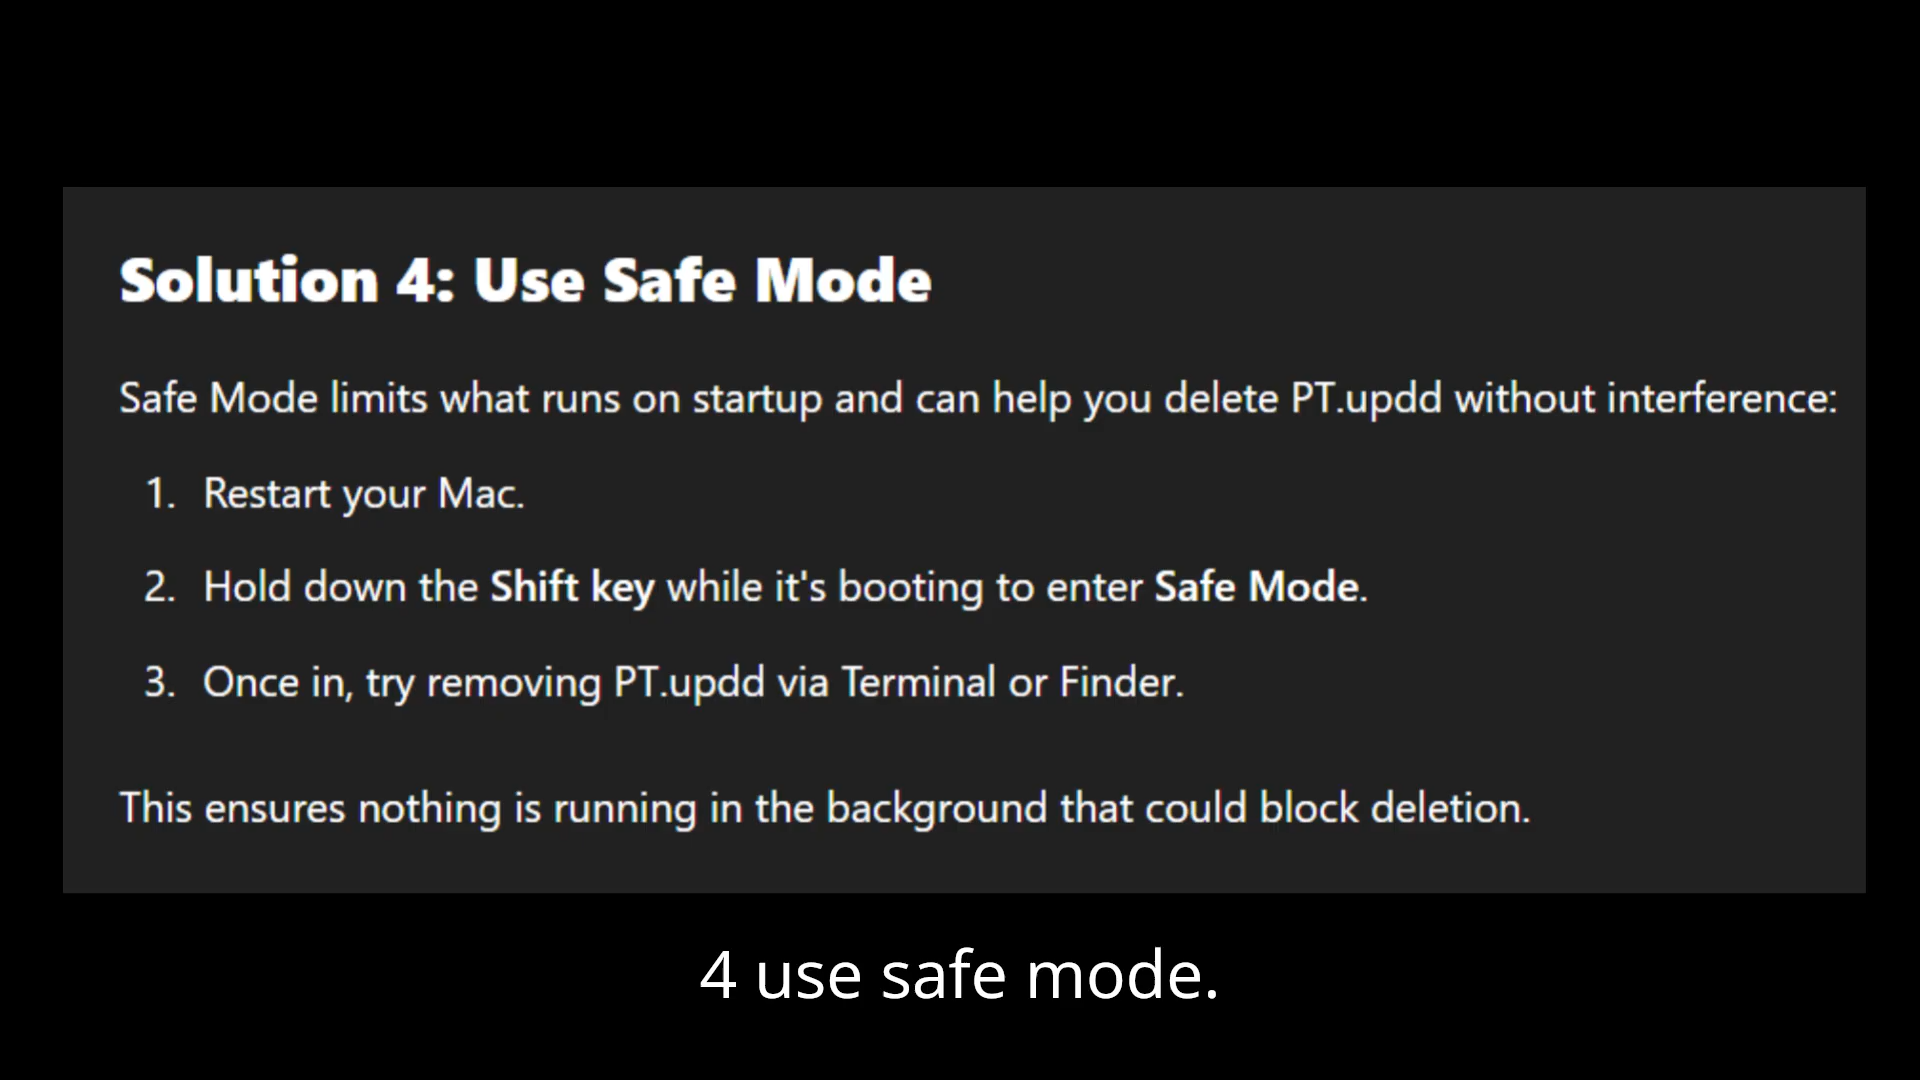 Solution 4: Use Safe Mode
Safe Mode limits what runs on startup and can help you delete PT.updd without interference:
1. Restart your Mac.
2. Hold down the Shift key while it's booting to enter Safe Mode.
3. Once in, try removing PT.updd via Terminal or Finder.
This ensures nothing is running in the background that could block deletion.
4 use safe mode.